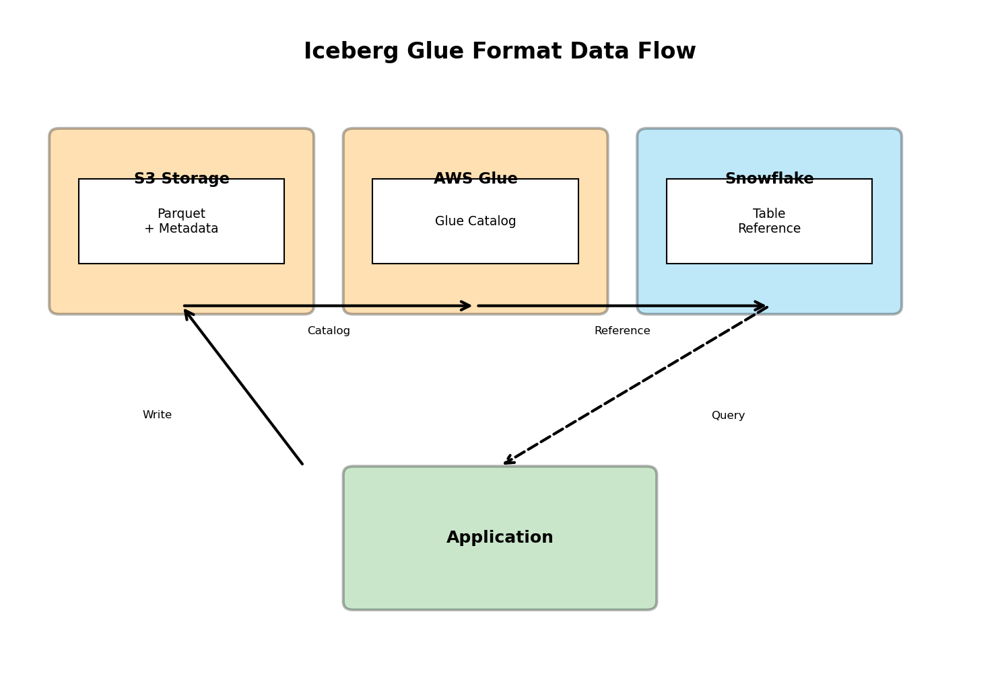 Iceberg Glue Format Data Flow
S3 Storage
Parquet
+ Metadata
AWS Glue
Glue Catalog
Snowflake
Table
Reference
Catalog
Reference
Write
Query
Application